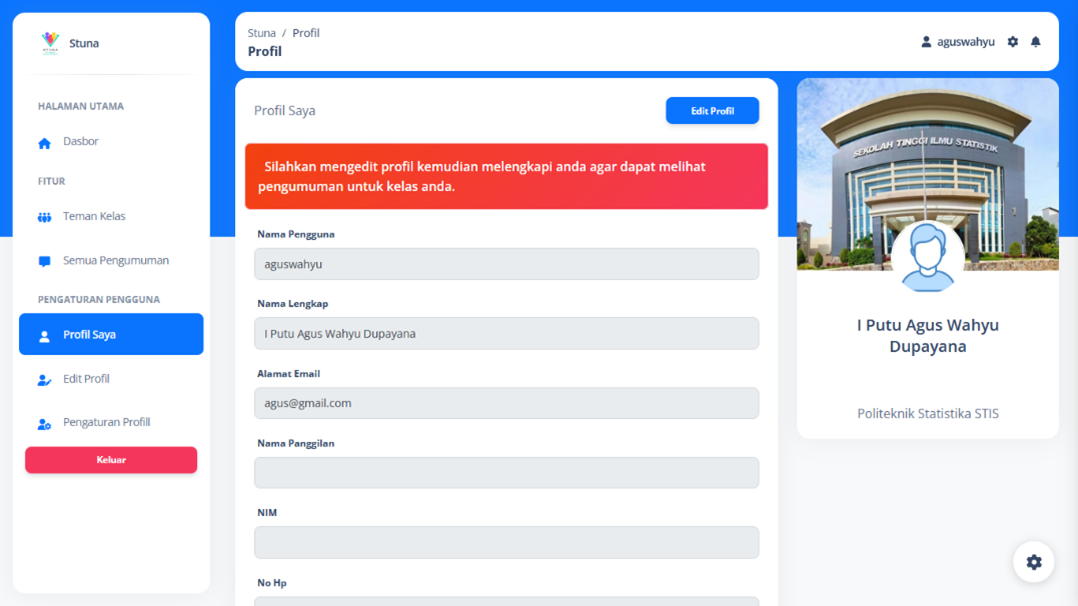 Stuna
HALAMAN UTAMA
Dasbor
FITUR
Teman Kelas
Semua Pengumuman
PENGATURAN PENGGUNA
Profil Saya
Edit Profil
Pengaturan Profill
Keluar
Stuna / Profil
Profil
aguswahyu
Profil Saya
Edit Profil
Silahkan mengedit profil kemudian melengkapi anda agar dapat melihat
pengumuman untuk kelas anda.
Nama Pengguna
aguswahyu
Nama Lengkap
I Putu Agus Wahyu Dupayana
Alamat Email
agus@gmail.com
Nama Panggilan
NIM
No Hp
SEKOLAH TINGGI ILMU STATISTIK
I Putu Agus Wahyu
Dupayana
Politeknik Statistika STIS